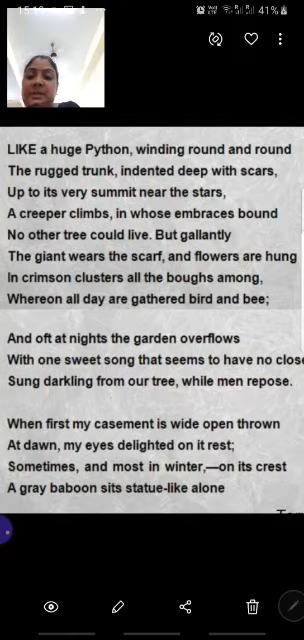 15:19
41%
LIKE a huge Python, winding round and round
The rugged trunk, indented deep with scars,
Up to its very summit near the stars,
A creeper climbs, in whose embraces bound
No other tree could live. But gallantly
The giant wears the scarf, and flowers are hung
In crimson clusters all the boughs among,
Whereon all day are gathered bird and bee;
And oft at nights the garden overflows
With one sweet song that seems to have no close
Sung darkling from our tree, while men repose.
When first my casement is wide open thrown
At dawn, my eyes delighted on it rest;
Sometimes, and most in winter,—on its crest
A gray baboon sits statue-like alone